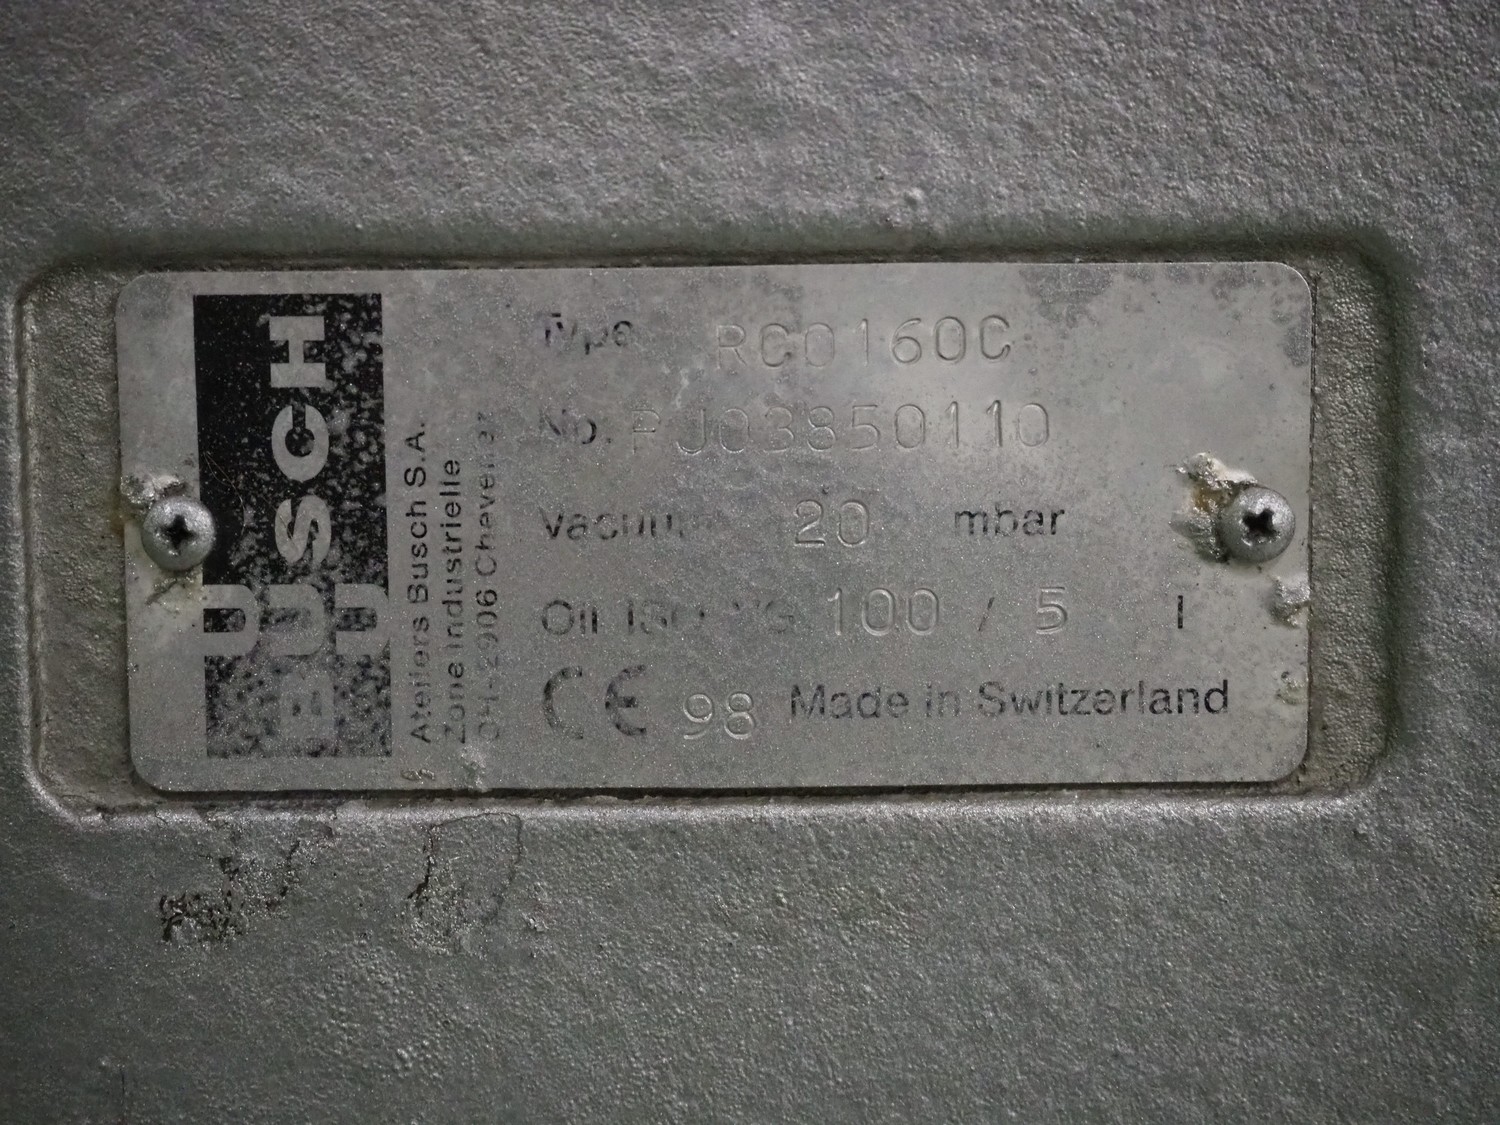 BUSCH
Ateliers Busch S.A.
Zone industrielle
CH-2906 Chevenez
Type RC0160C
No. PJ03850110
Vacuum 20 mbar
Oil ISO VG 100 / 5 l
CE 98 Made in Switzerland